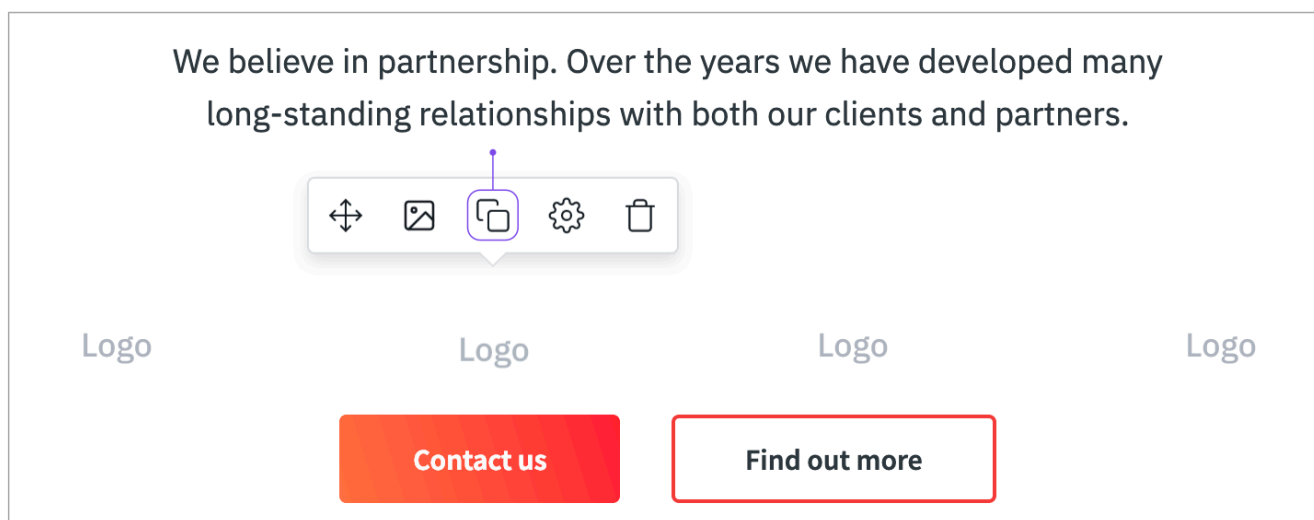 We believe in partnership. Over the years we have developed many
long-standing relationships with both our clients and partners.
Logo Logo Logo Logo
Contact us Find out more